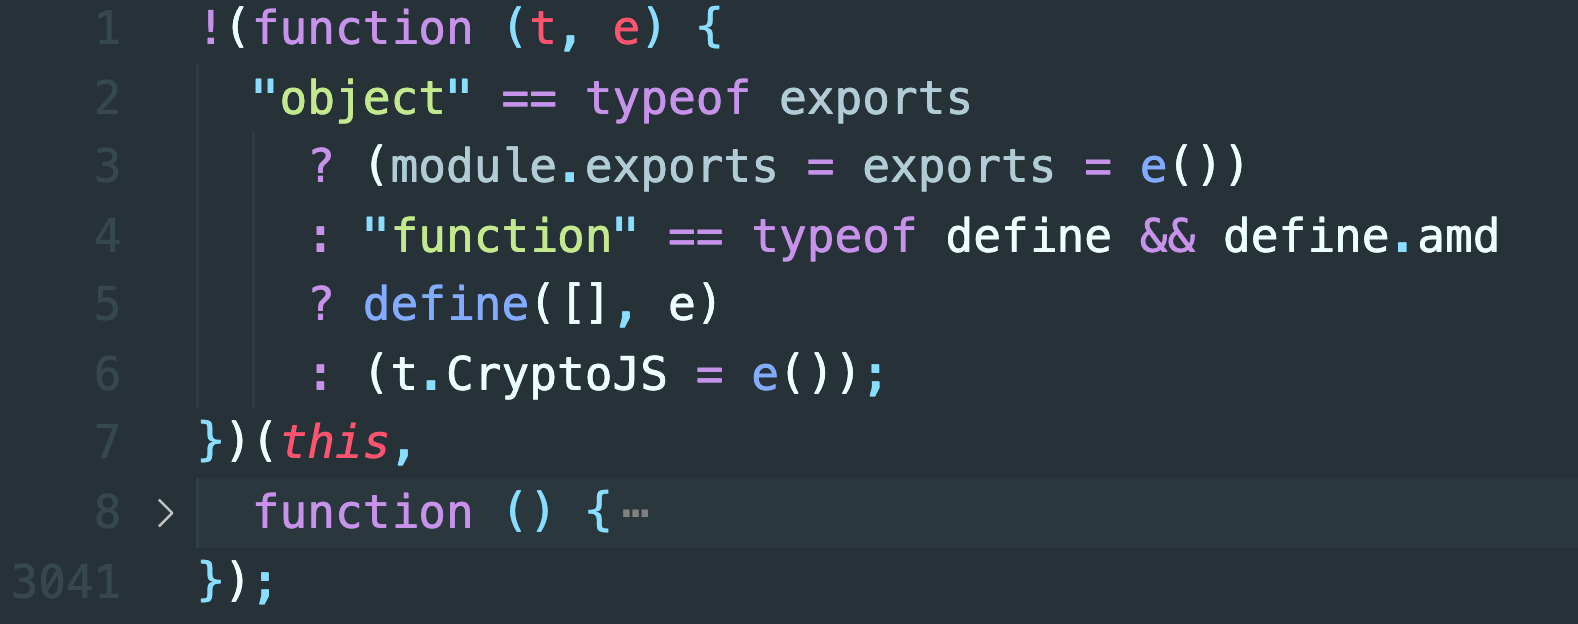 1 !(function (t, e) {
2 "object" == typeof exports
3 ? (module.exports = exports = e())
4 : "function" == typeof define && define.amd
5 ? define([], e)
6 : (t.CryptoJS = e());
7 })(this,
8 function () {…
3041 });